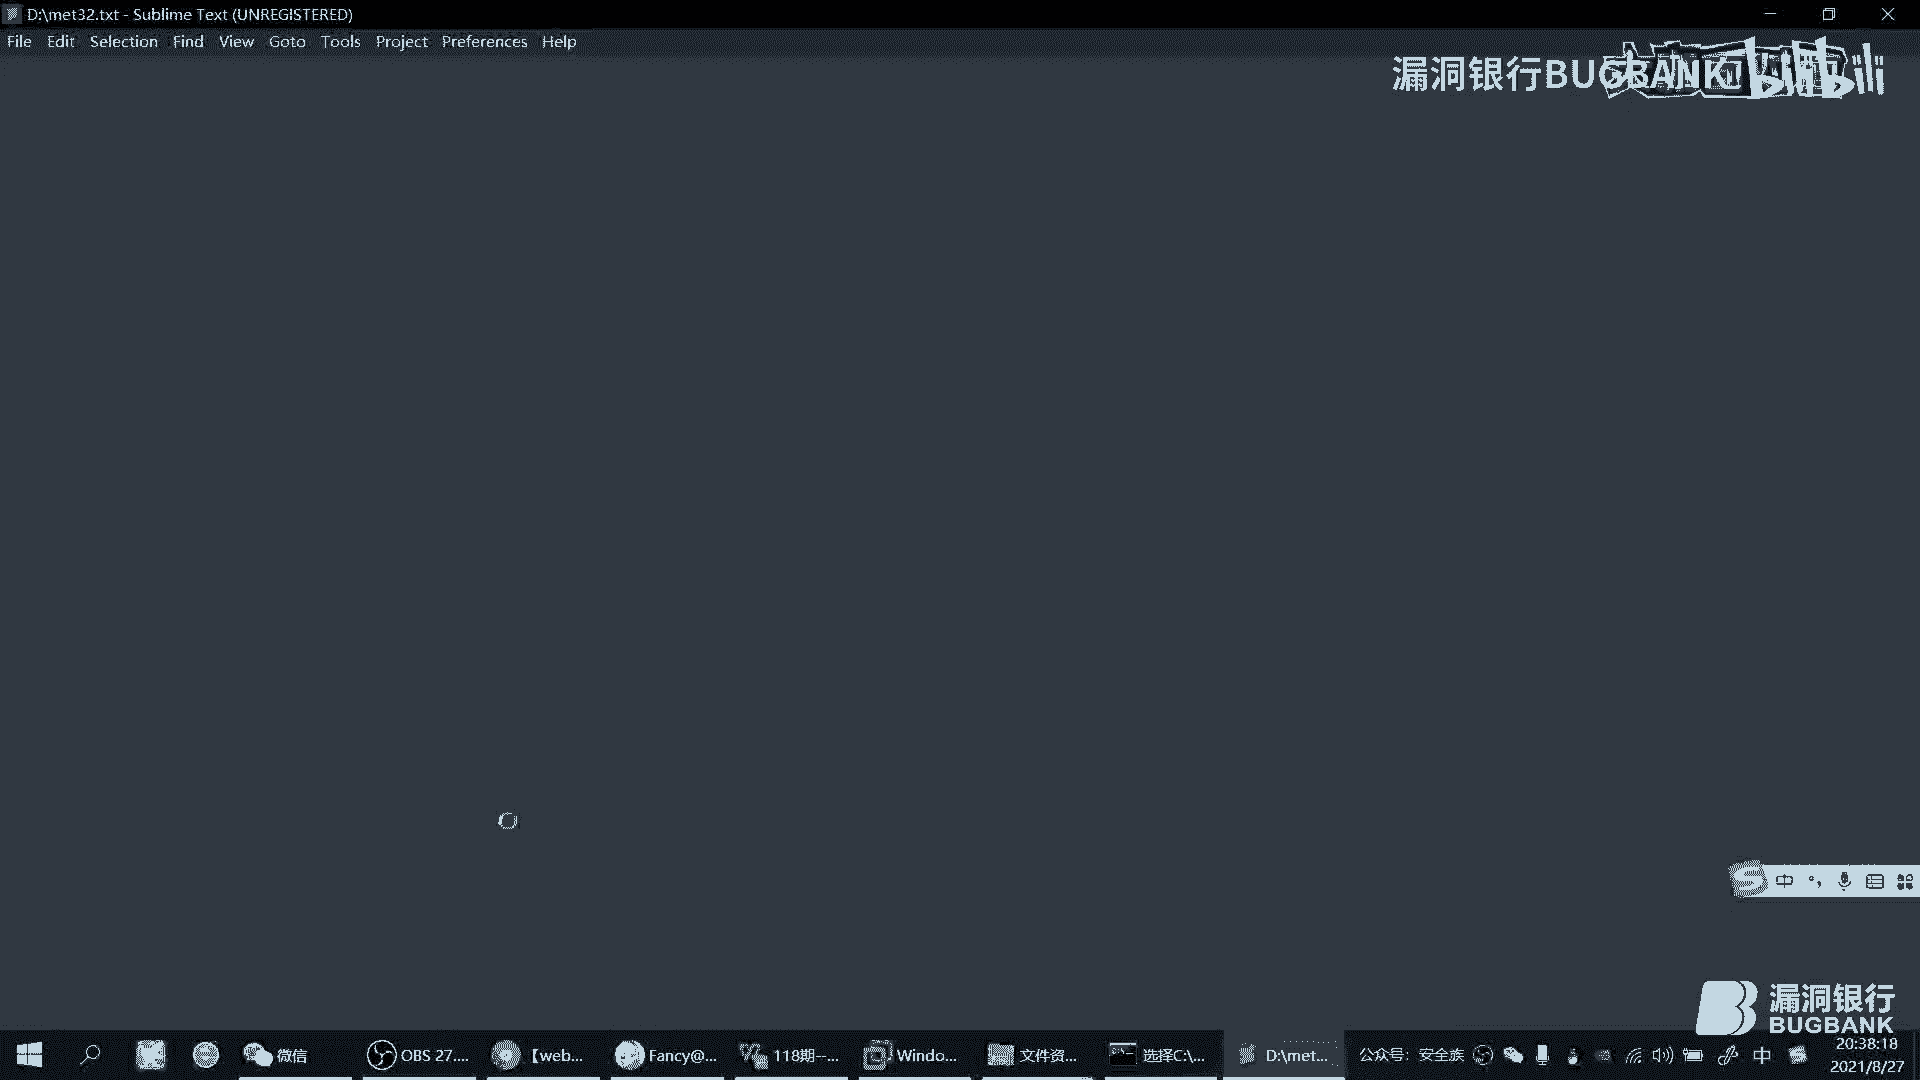 D:\met32.txt - Sublime Text (UNREGISTERED)
File Edit Selection Find View Goto Tools Project Preferences Help
漏洞银行BUGBANK bilibili
中 °,
漏洞银行
BUGBANK
微信 OBS 27.... 【web... Fancy@... 118期--... Windo... 文件资... 选择C:\... D:\met... 公众号：安全族 中
20:38:18
2021/8/27